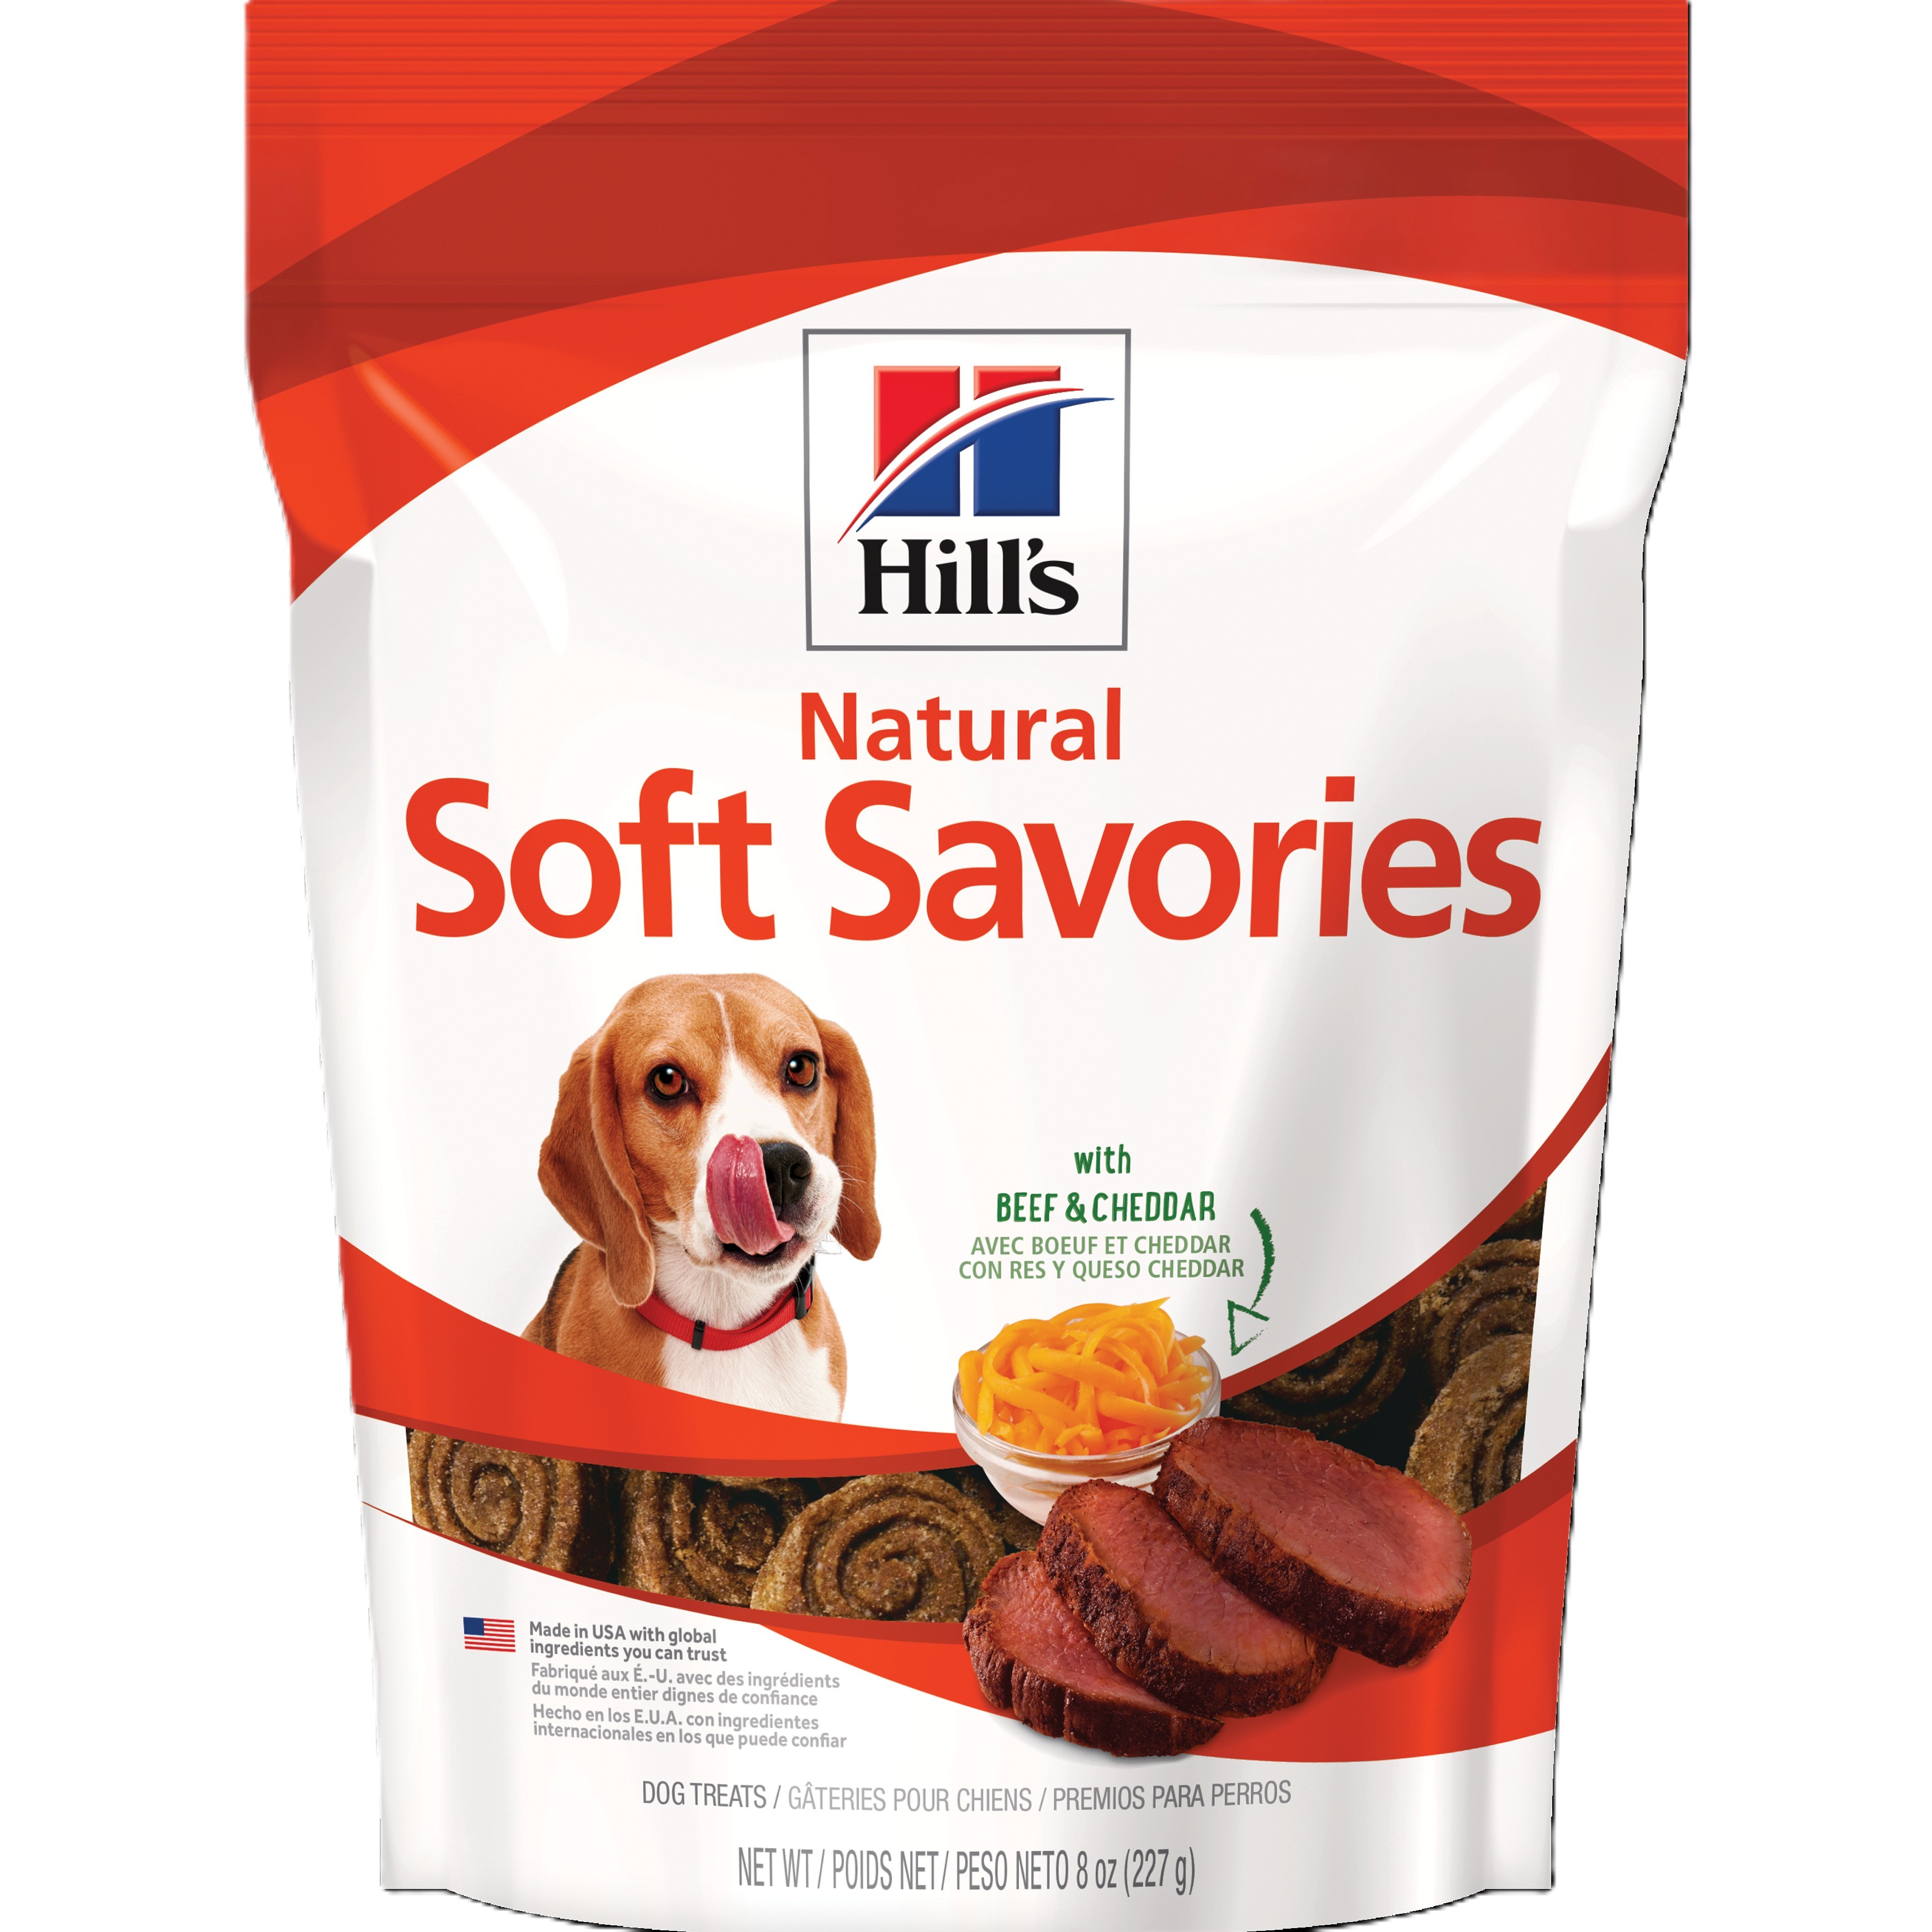 Hill's
Natural
Soft Savories
with
BEEF & CHEDDAR
AVEC BOEUF ET CHEDDAR
CON RES Y QUESO CHEDDAR
Made in USA with global
ingredients you can trust
Fabriqué aux É.-U. avec des ingrédients
du monde entier dignes de confiance
Hecho en los E.U.A. con ingredientes
internacionales en los que puede confiar
DOG TREATS / GÂTERIES POUR CHIENS / PREMIOS PARA PERROS
NET WT / POIDS NET / PESO NETO 8 oz (227 g)